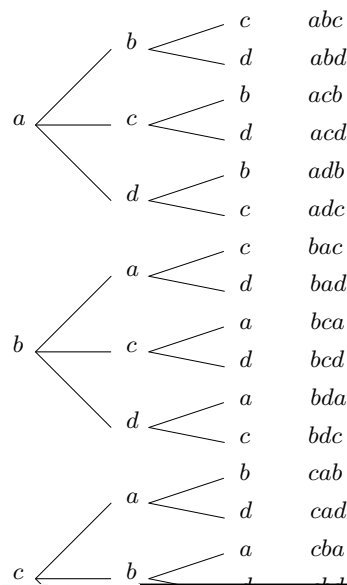 c abc
b
d abd
b acb
a c
d acd
b adb
d
c adc
c bac
a
d bad
a bca
b c
d bcd
a bda
d
c bdc
b cab
a
d cad
a cba
c b